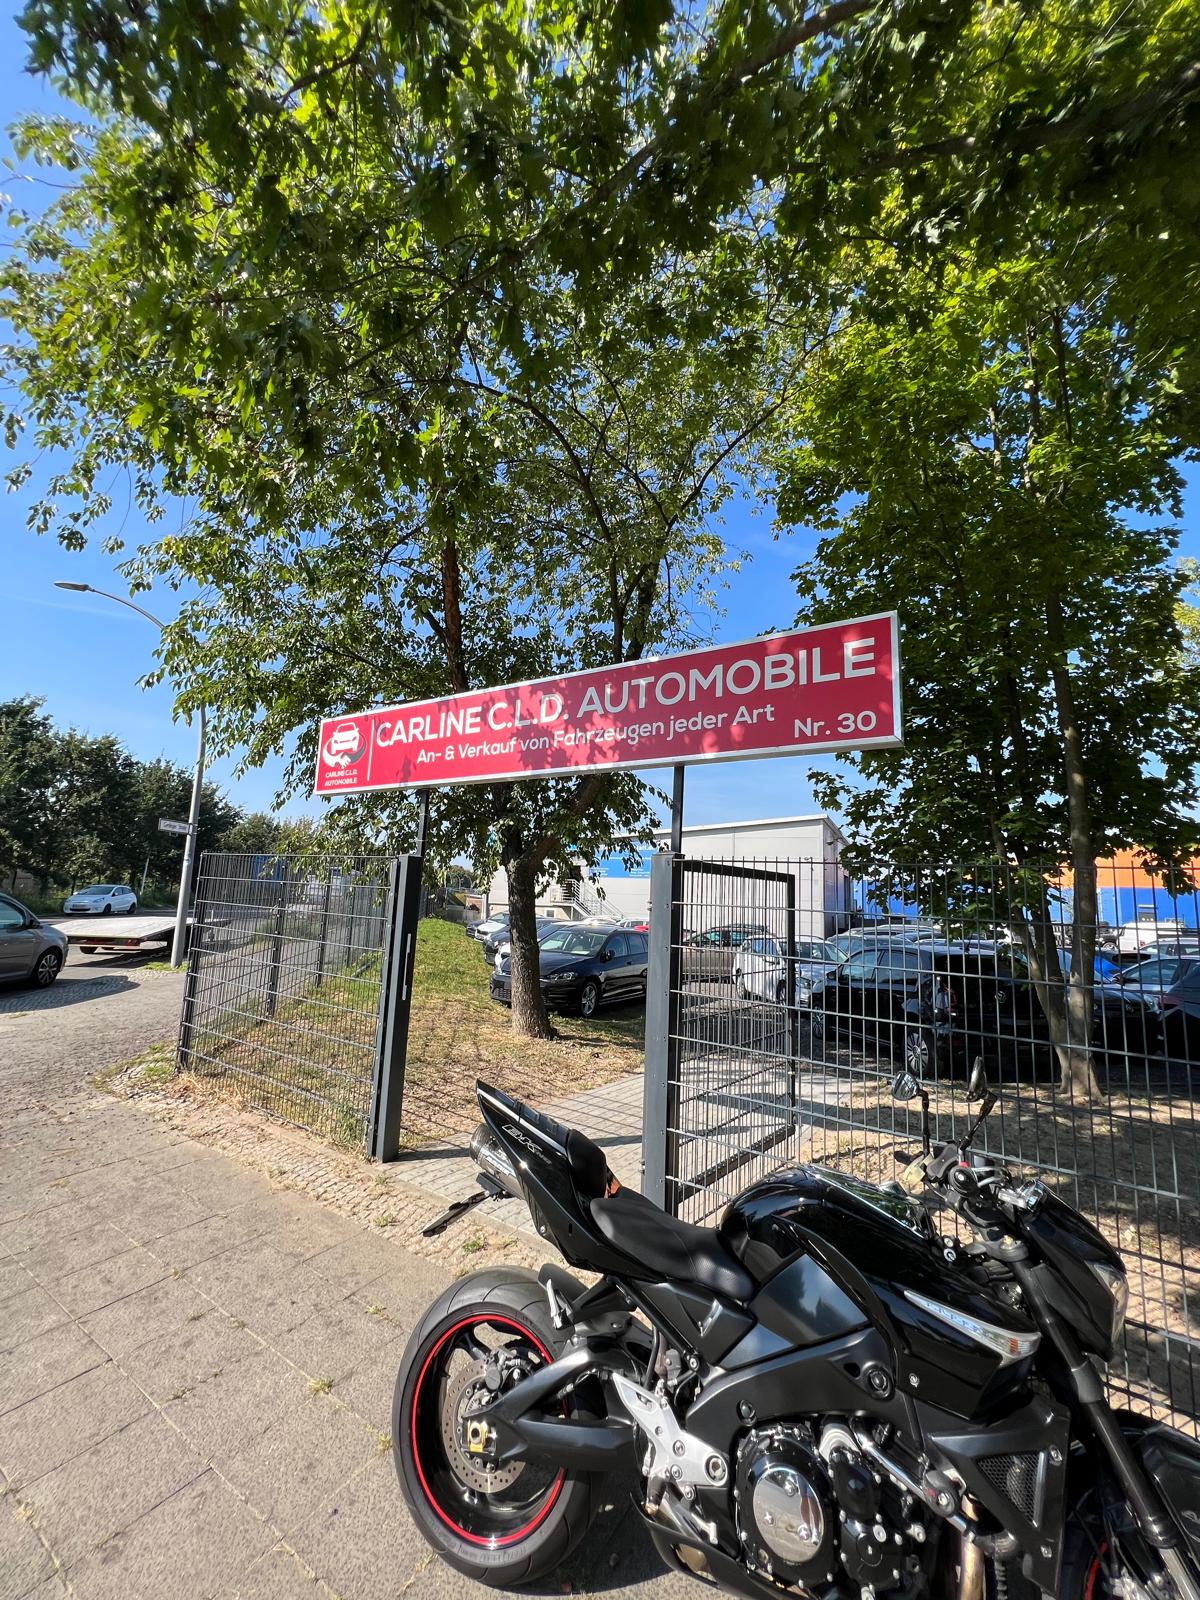 CARLINE C.L.D. AUTOMOBILE
An- & Verkauf von Fahrzeugen jeder Art
Nr. 30
CARLINE C.L.D.
AUTOMOBILE